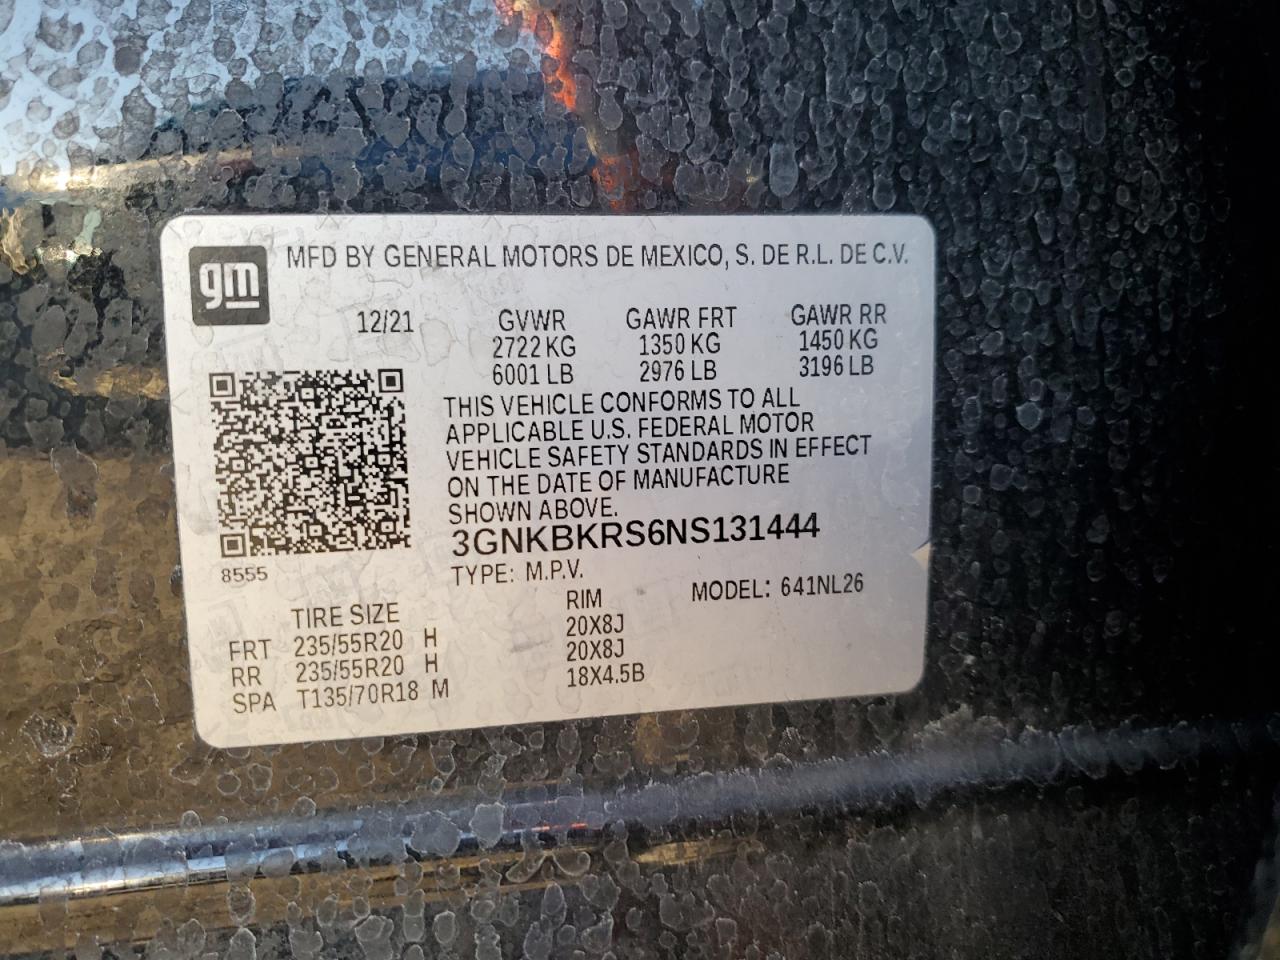 gm
MFD BY GENERAL MOTORS DE MEXICO, S. DE R.L. DE C.V.
12/21 GVWR GAWR FRT GAWR RR
2722 KG 1350 KG 1450 KG
6001 LB 2976 LB 3196 LB
THIS VEHICLE CONFORMS TO ALL
APPLICABLE U.S. FEDERAL MOTOR
VEHICLE SAFETY STANDARDS IN EFFECT
ON THE DATE OF MANUFACTURE
SHOWN ABOVE.
3GNKBKRS6NS131444
8555
TYPE: M.P.V. MODEL: 641NL26
TIRE SIZE RIM
FRT 235/55R20 H 20X8J
RR 235/55R20 H 20X8J
SPA T135/70R18 M 18X4.5B